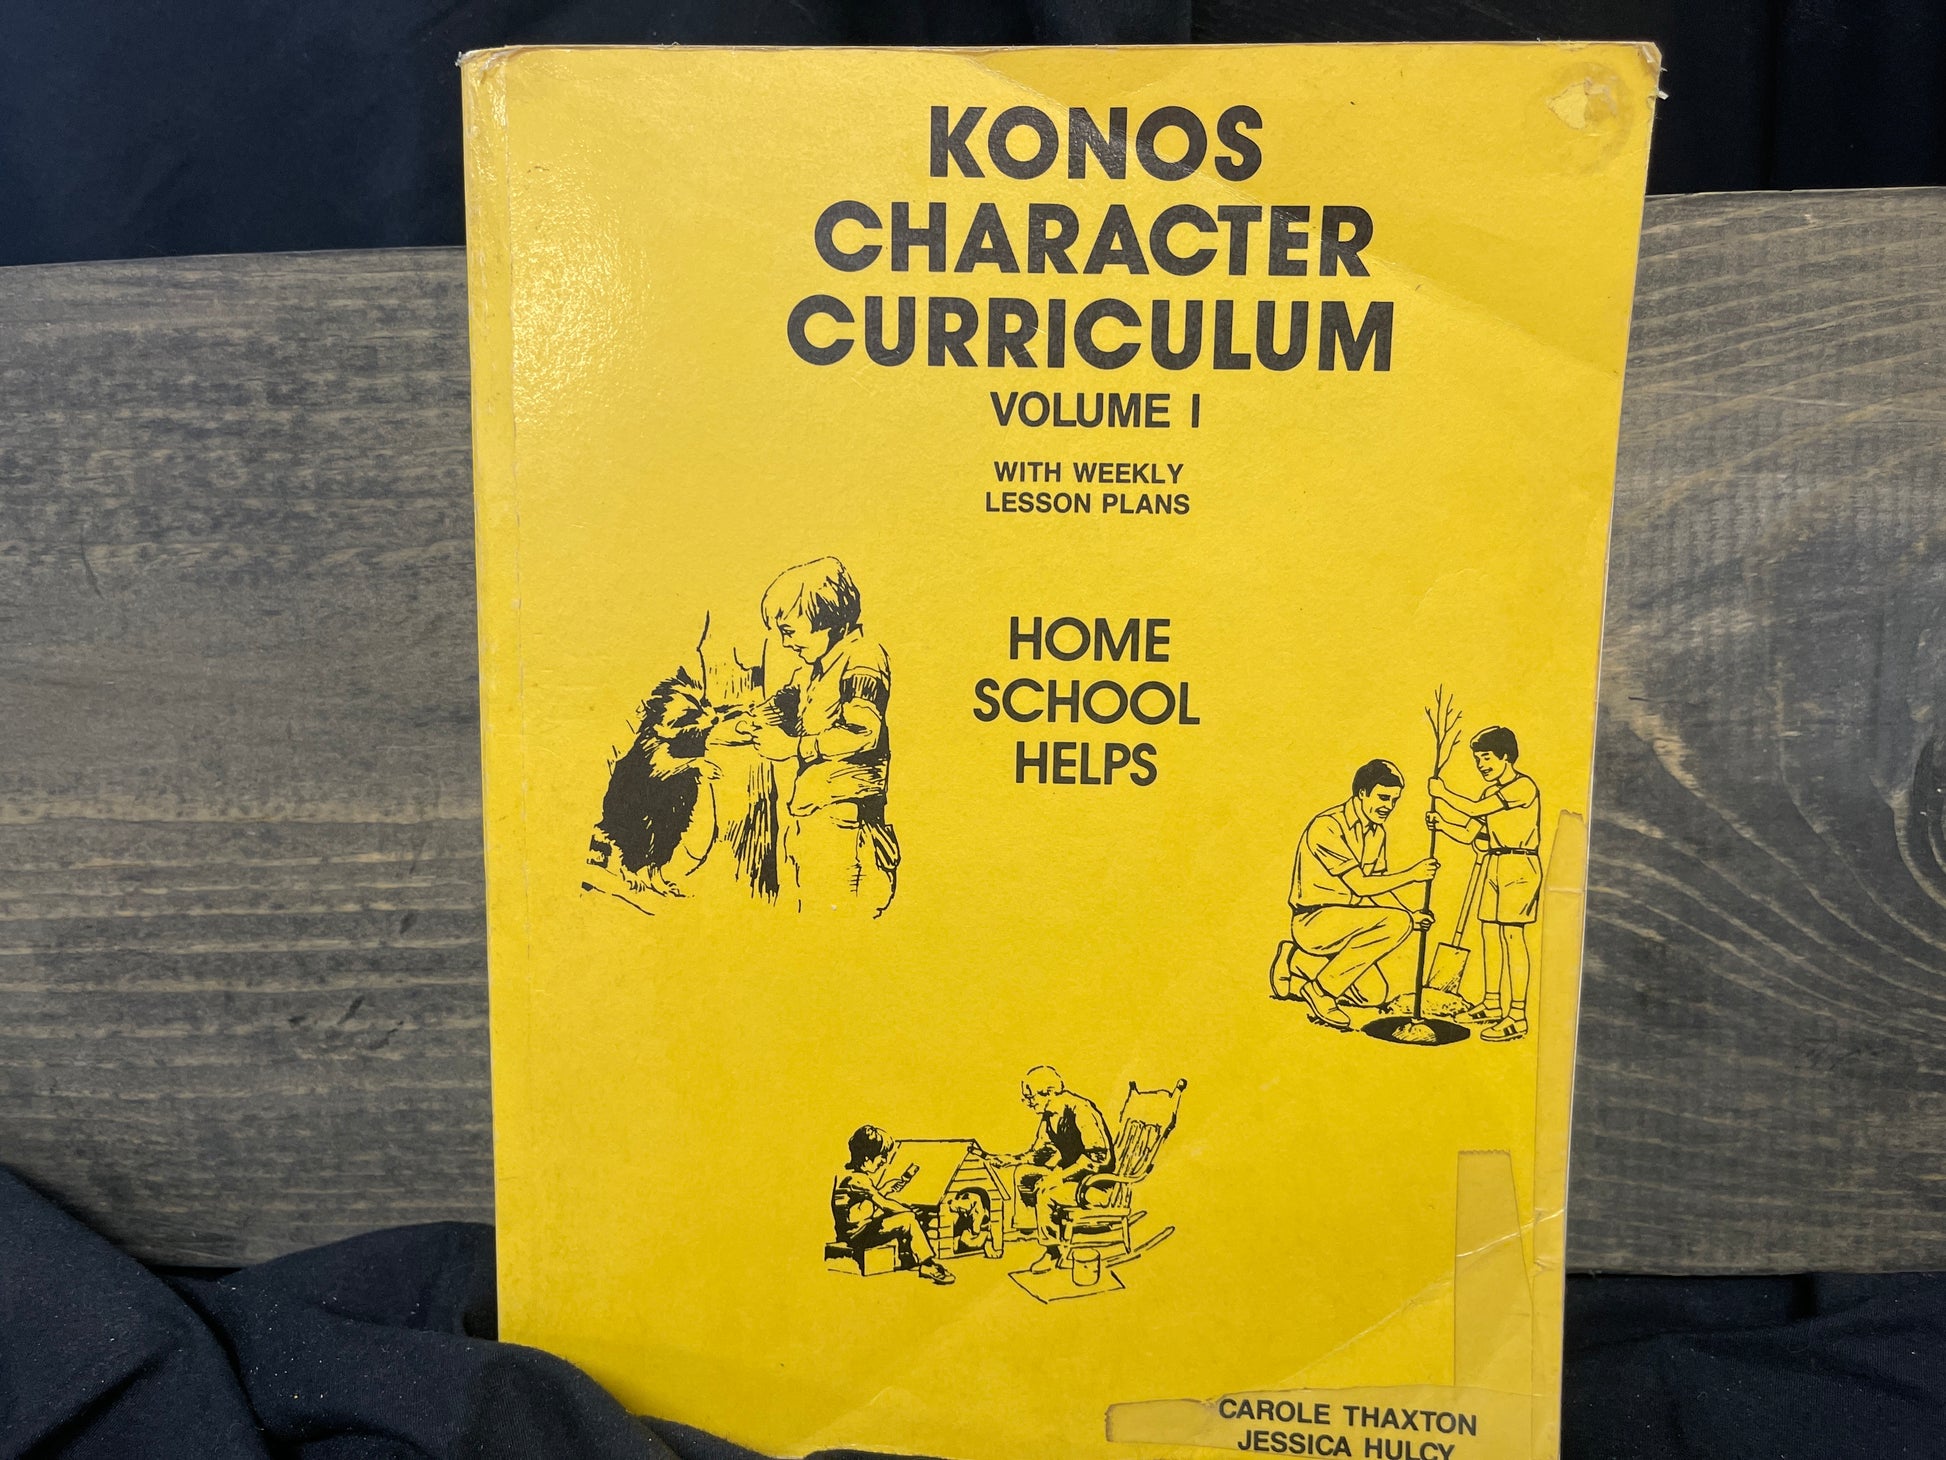 KONOS
CHARACTER
CURRICULUM
VOLUME I
WITH WEEKLY
LESSON PLANS
HOME
SCHOOL
HELPS
CAROLE THAXTON
JESSICA HULCY